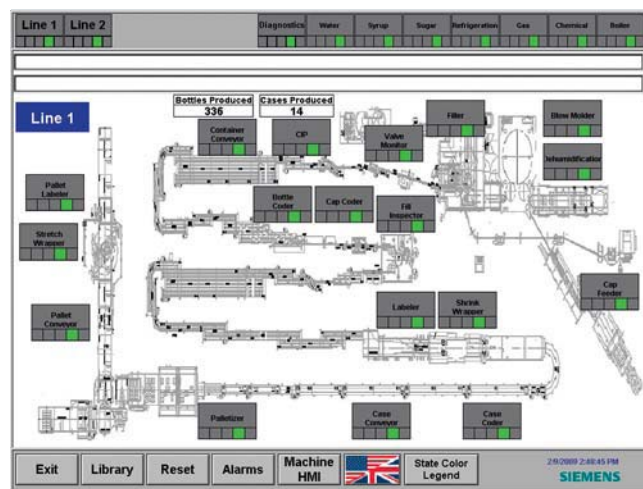 Line 1
Line 2
Diagnostics
Water
Syrup
Sugar
Refrigeration
Gas
Chemical
Boiler
Line 1
Bottles Produced
336
Cases Produced
14
Container
Conveyor
CIP
Valve
Monitor
Filler
Blow Molder
Dehumidification
Pallet
Labeler
Bottle
Coder
Cap Coder
Fill
Inspector
Stretch
Wrapper
Cap
Feeder
Pallet
Conveyor
Labeler
Shrink
Wrapper
Palletizer
Case
Conveyor
Case
Coder
Exit
Library
Reset
Alarms
Machine
HMI
State Color
Legend
2/9/2009 2:48:45 PM
SIEMENS